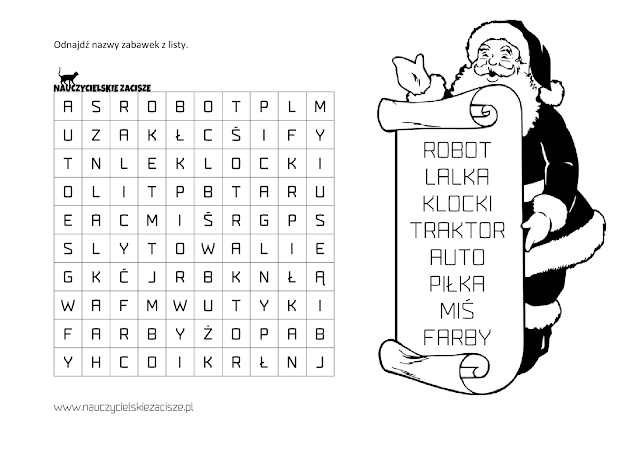 Odnajdź nazwy zabawek z listy.
NAUCZYCIELSKIE ZACISZE
A S R O B O T P L M
U Z A K Ł C Ś I F Y
T N L E K L O C K I
O L I T P B T A R U
E A C M I Ś R G P S
S L Y T O W A L I E
G K Ć J R B K N Ł Ą
W A F M W U T Y K I
F A R B Y Ż O P A B
Y H C D I K R Ł N J
www.nauczycielskiezacisze.pl
ROBOT
LALKA
KLOCKI
TRAKTOR
AUTO
PIŁKA
MIŚ
FARBY